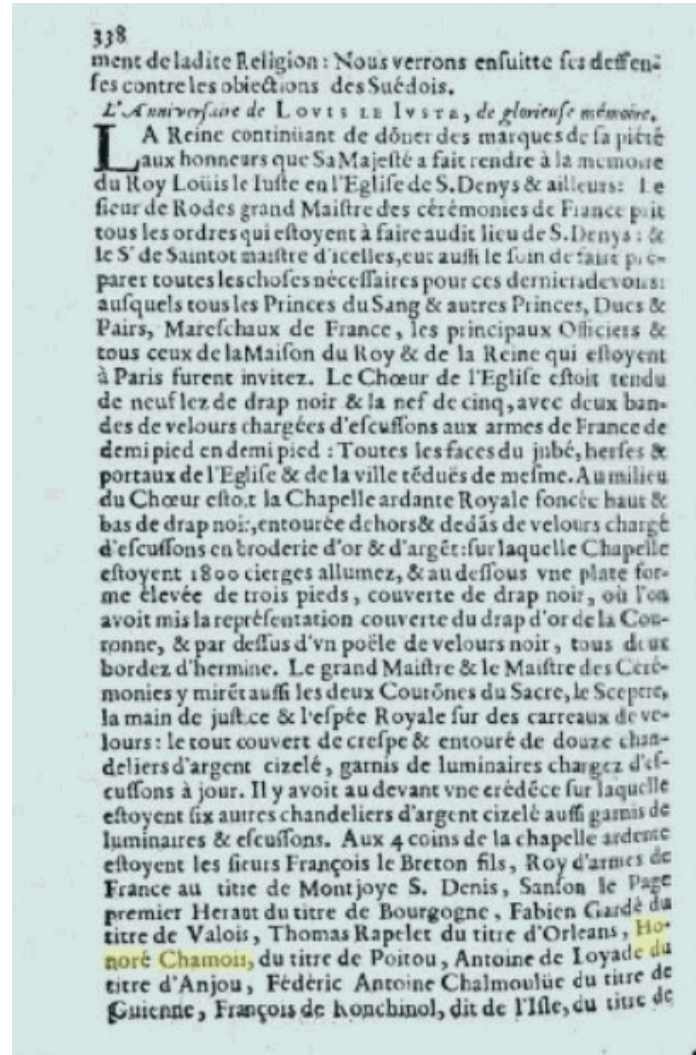 338
ment de ladite Religion : Nous verrons ensuitte ses deffen-
ses contre les obiections des Suédois.
L'Anniversaire de LOVIS LE IVSTE, de glorieuse mémoire.
LA Reine continüant de dõner des marques de sa piété
aux honneurs que Sa Majesté a fait rendre à la memoire
du Roy Loüis le Iuste en l'Eglise de S. Denys & ailleurs: Le
sieur de Rodes grand Maistre des cérémonies de France prit
tous les ordres qui estoyent à faire audit lieu de S. Denys : &
le Sr de Saintot maistre d'icelles, eut aussi le soin de faire pré-
parer toutes les choses nécessaires pour ces derniers devoirs:
ausquels tous les Princes du Sang & autres Princes, Ducs &
Pairs, Mareschaux de France, les principaux Officiers &
tous ceux de la Maison du Roy & de la Reine qui estoyent
à Paris furent invitez. Le Chœur de l'Eglise estoit tendu
de neuf lez de drap noir & la nef de cinq, avec deux ban-
des de velours chargées d'escussons aux armes de France de
demi pied en demi pied : Toutes les faces du jubé, herses &
portaux de l'Eglise & de la ville tẽduës de mesme. Au milieu
du Chœur estoit la Chapelle ardante Royale foncée haut &
bas de drap noir, entourée dehors & dedãs de velours chargé
d'escussons en broderie d'or & d'argẽt: sur laquelle Chapelle
estoyent 1800 cierges allumez, & au dessous vne plate for-
me élevée de trois pieds, couverte de drap noir, où l'on
avoit mis la représentation couverte du drap d'or de la Cou-
ronne, & par dessus d'vn poële de velours noir, tous deux
bordez d'hermine. Le grand Maistre & le Maistre des Céré-
monies y mirẽt aussi les deux Courõnes du Sacre, le Sceptre,
la main de justice & l'espée Royale sur des carreaux de ve-
lours : le tout couvert de crespe & entouré de douze chan-
deliers d'argent cizelé, garnis de luminaires chargez d'es-
cussons à jour. Il y avoit au devant vne crédẽce sur laquelle
estoyent six autres chandeliers d'argent cizelé aussi garnis de
luminaires & escussons. Aux 4 coins de la chapelle ardente
estoyent les sieurs François le Breton fils, Roy d'armes de
France au titre de Montjoye S. Denis, Sanson le Page
premier Heraut du titre de Bourgogne, Fabien Gardé du
titre de Valois, Thomas Rapelet du titre d'Orleans, Ho-
noré Chamois, du titre de Poitou, Antoine de Loyade du
titre d'Anjou, Féderic Antoine Chalmoulüe du titre de
Guienne, François de Ronchinol, dit de l'Isle, du titre de